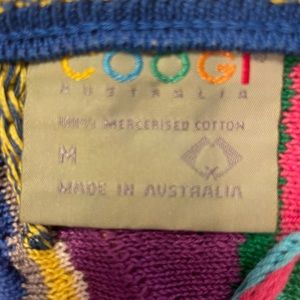 COOGI
AUSTRALIA
100% MERCERISED COTTON
M
MADE IN AUSTRALIA